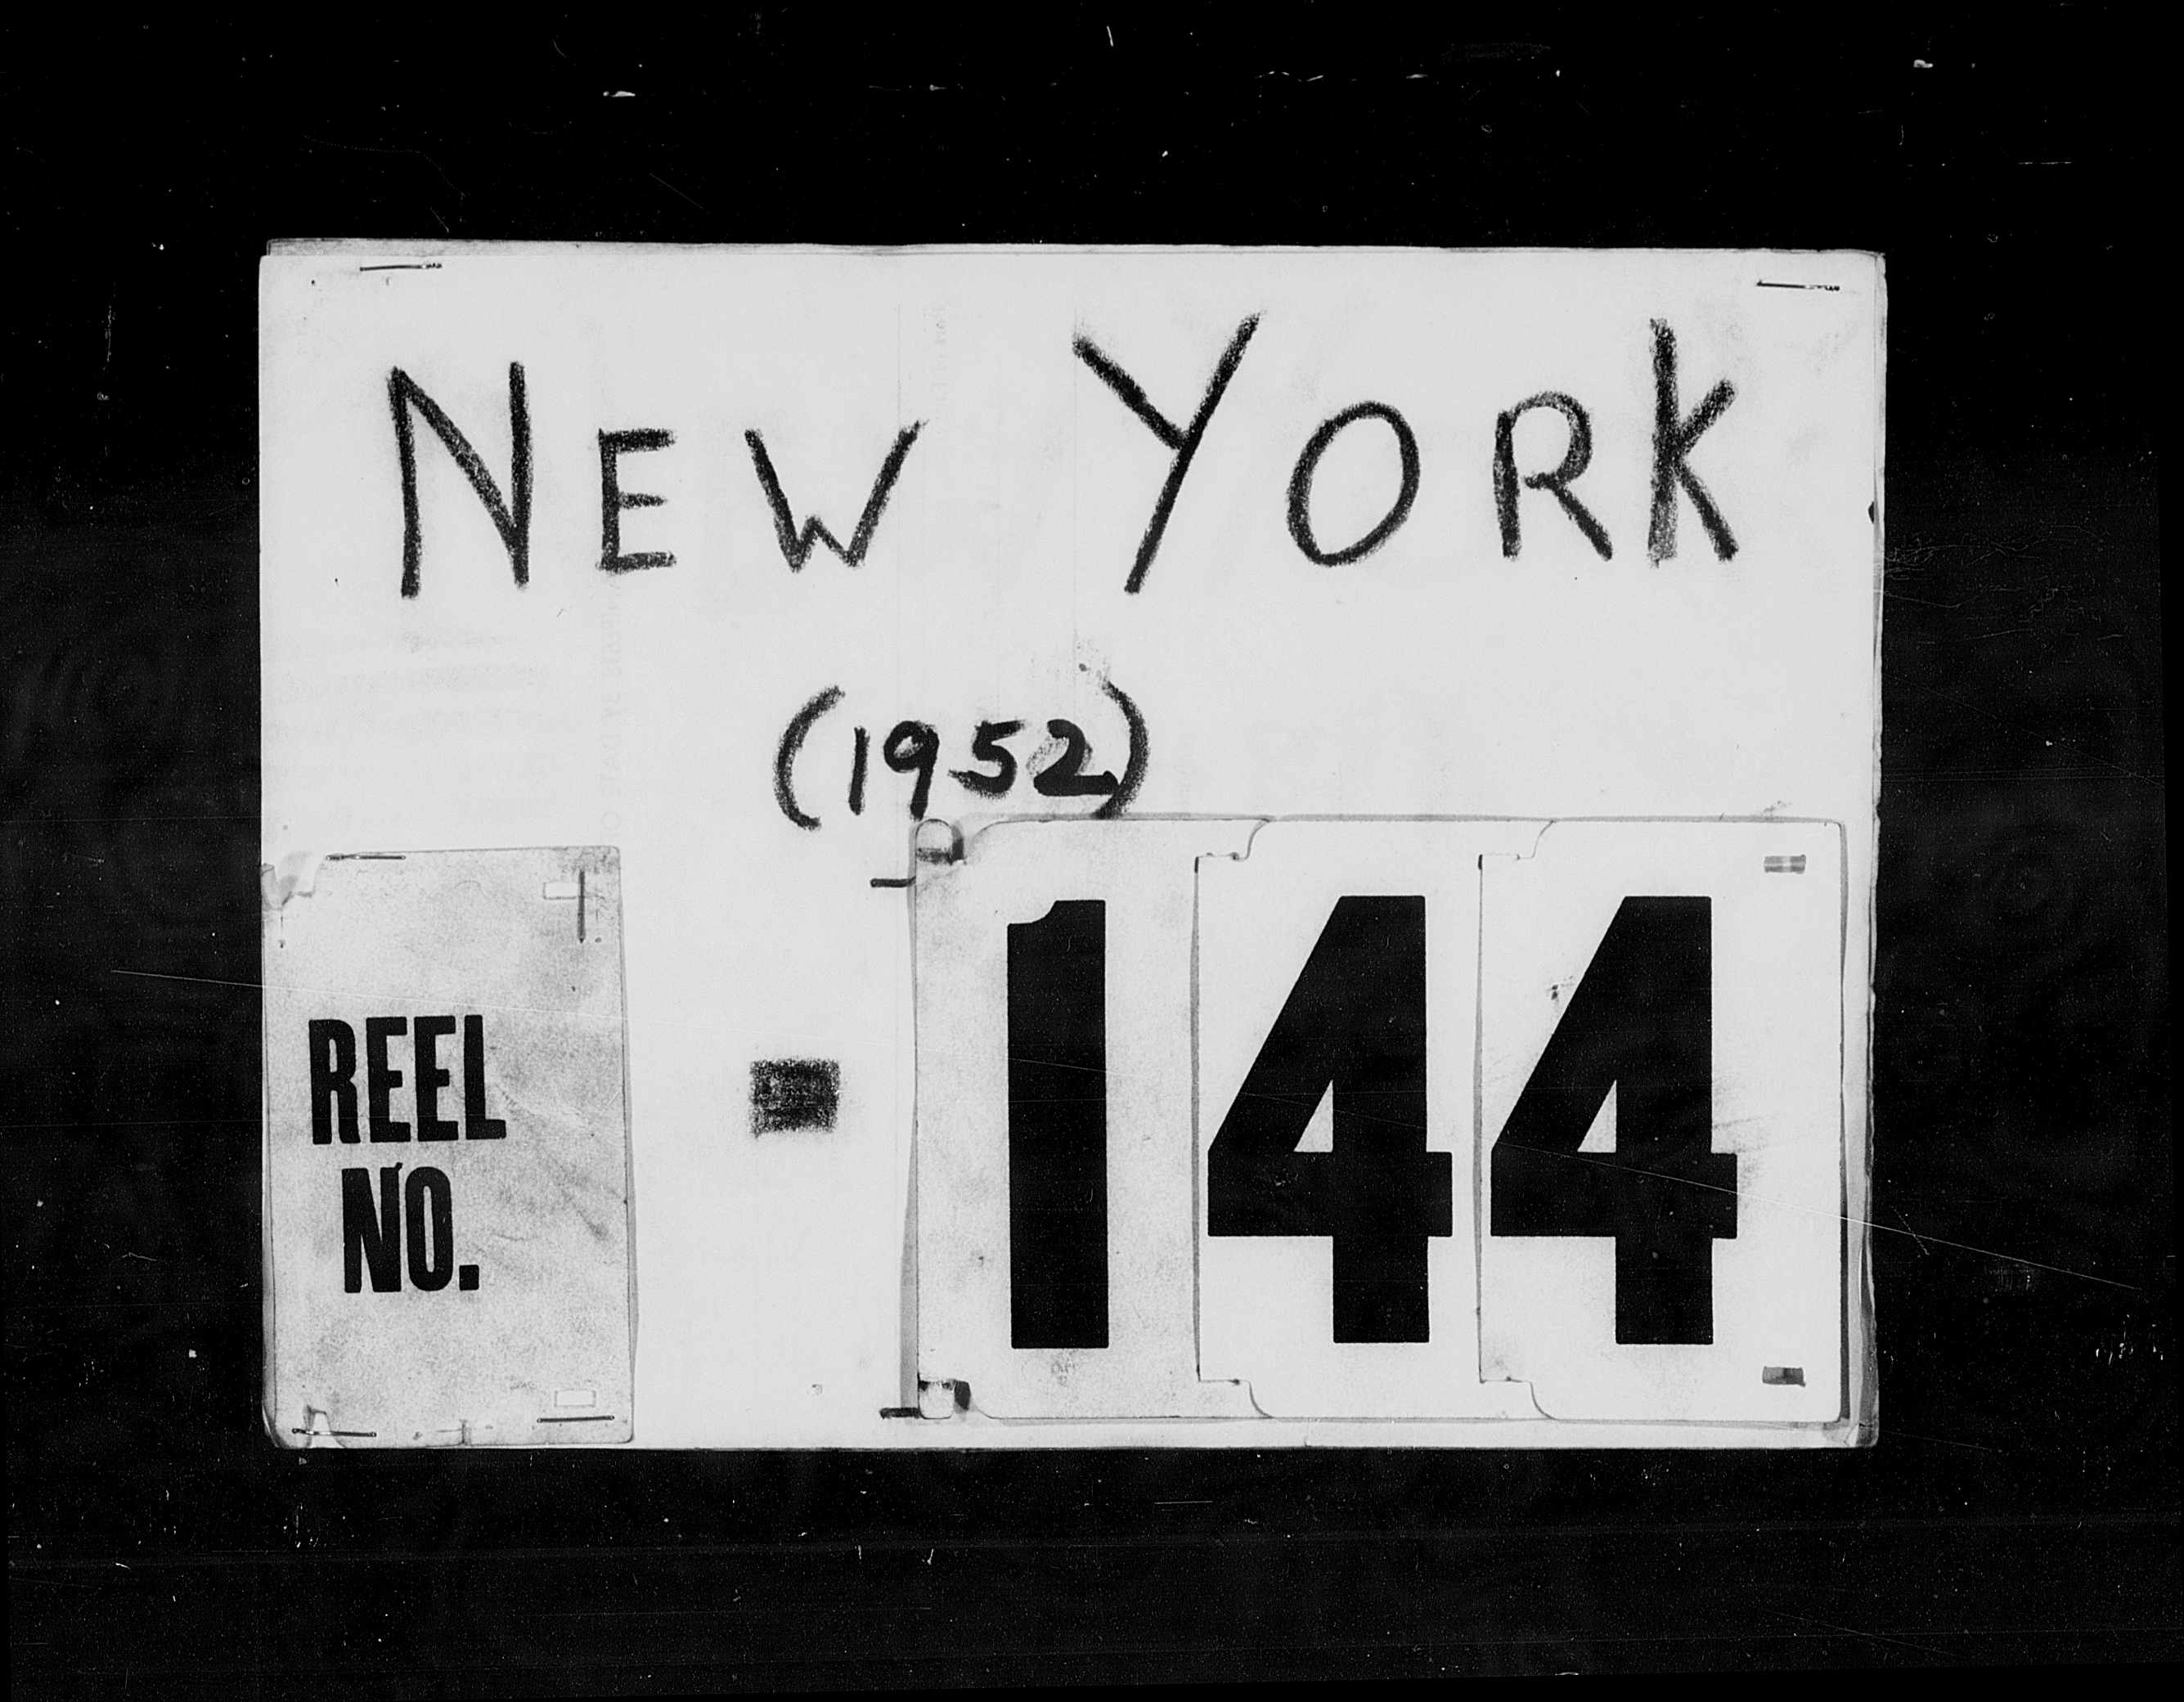 NEW YORK
(1952)
REEL
NO.
- 144